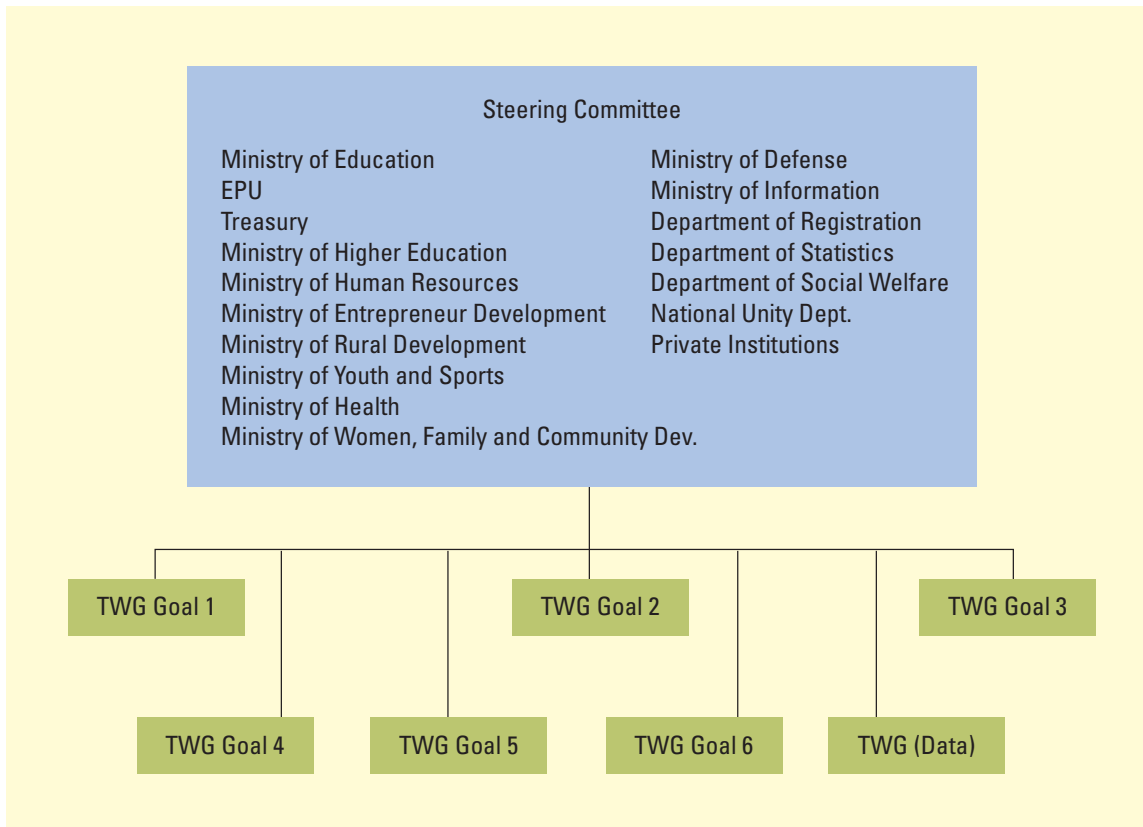 Steering Committee
Ministry of Education
EPU
Treasury
Ministry of Higher Education
Ministry of Human Resources
Ministry of Entrepreneur Development
Ministry of Rural Development
Ministry of Youth and Sports
Ministry of Health
Ministry of Women, Family and Community Dev.
Ministry of Defense
Ministry of Information
Department of Registration
Department of Statistics
Department of Social Welfare
National Unity Dept.
Private Institutions
TWG Goal 1
TWG Goal 2
TWG Goal 3
TWG Goal 4
TWG Goal 5
TWG Goal 6
TWG (Data)